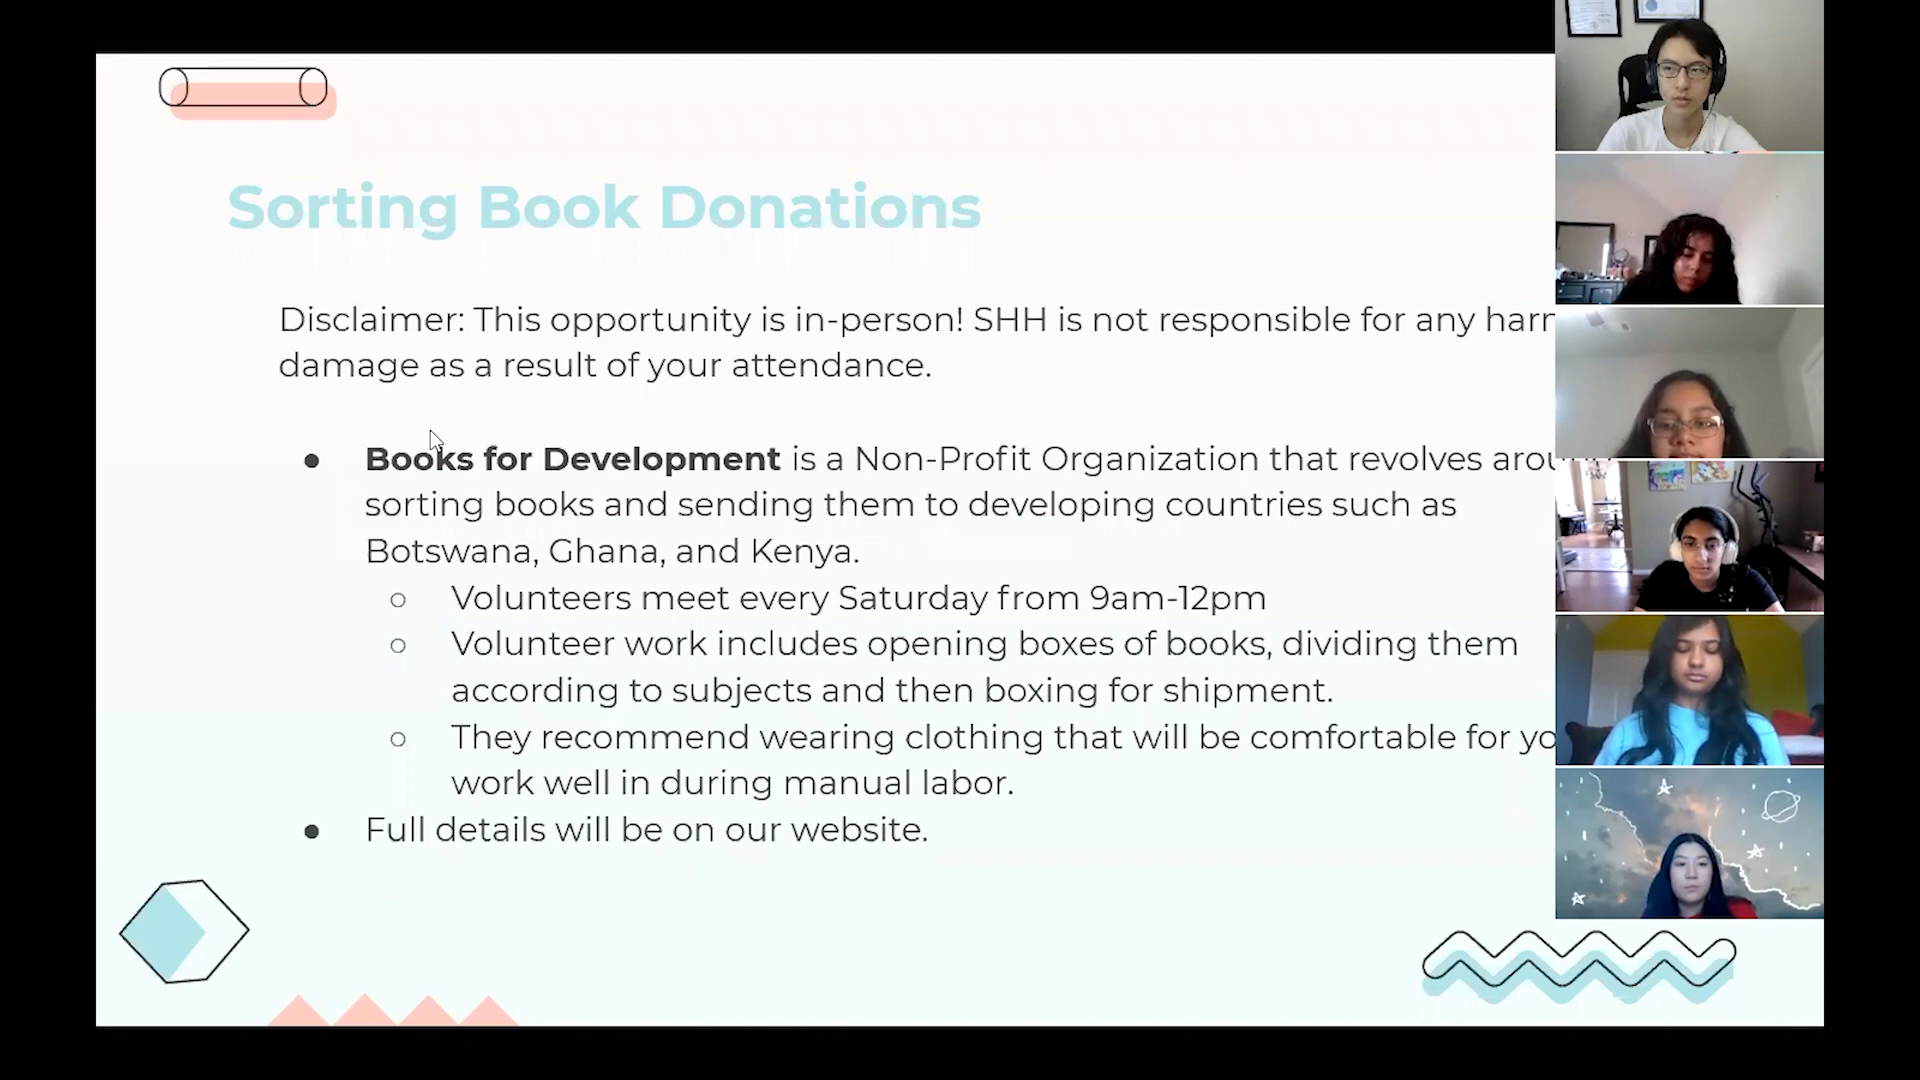 Sorting Book Donations
Disclaimer: This opportunity is in-person! SHH is not responsible for any
damage as a result of your attendance.
● Books for Development is a Non-Profit Organization that revolves
sorting books and sending them to developing countries such as
Botswana, Ghana, and Kenya.
○ Volunteers meet every Saturday from 9am-12pm
○ Volunteer work includes opening boxes of books, dividing them
according to subjects and then boxing for shipment.
○ They recommend wearing clothing that will be comfortable for
work well in during manual labor.
● Full details will be on our website.